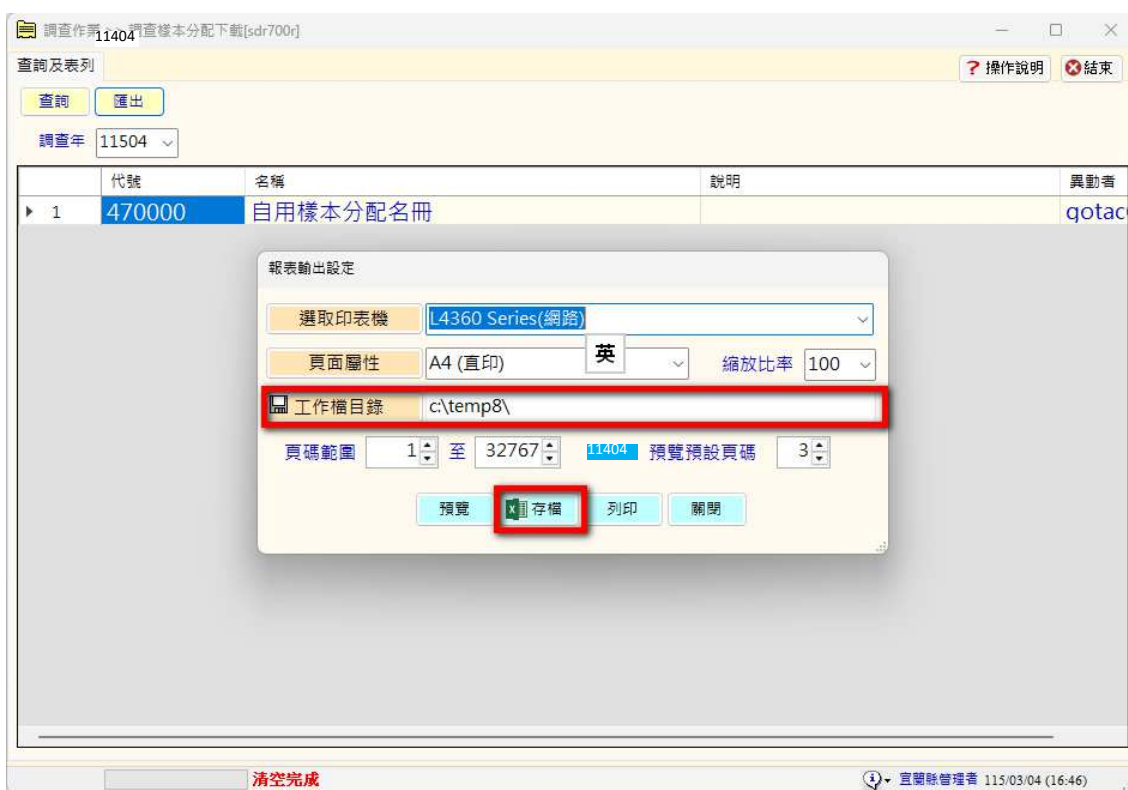 調查作業 11404 調查樣本分配下載[sdr700r]
查詢及表列 操作說明 結束
查詢 匯出
調查年 11504
代號 名稱 說明 異動者
1 470000 自用樣本分配名冊 gotac
報表輸出設定
選取印表機 L4360 Series(網路)
英
頁面屬性 A4 (直印) 縮放比率 100
工作檔目錄 c:\temp8\
頁碼範圍 1 至 32767 11404 預覽預設頁碼 3
預覽 存檔 列印 關閉
清空完成 宜蘭縣管理者 115/03/04 (16:46)